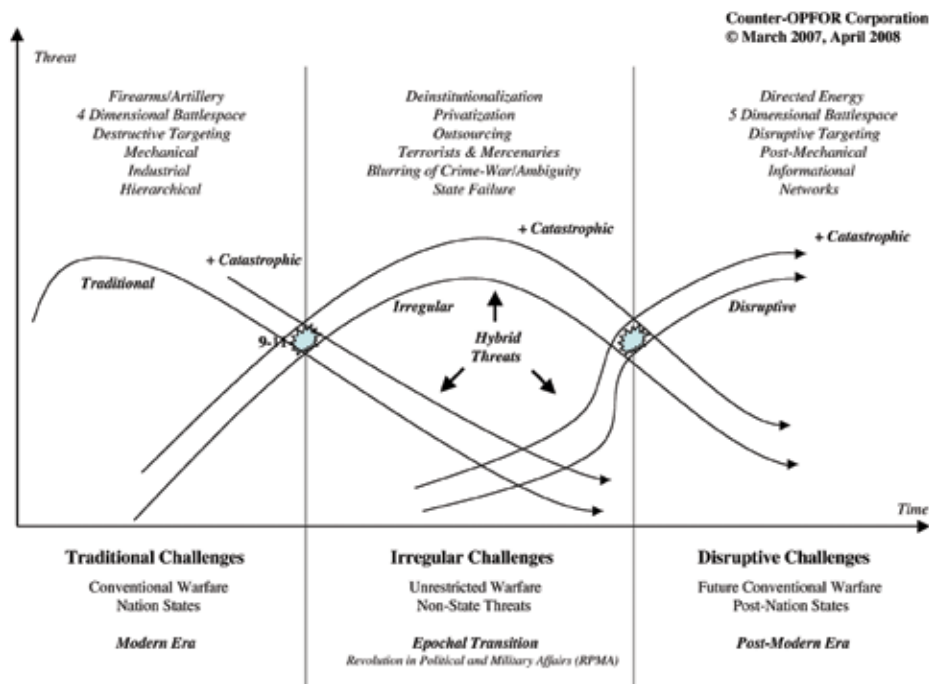 Counter-OPFOR Corporation
© March 2007, April 2008
Threat
Firearms/Artillery
4 Dimensional Battlespace
Destructive Targeting
Mechanical
Industrial
Hierarchical
Deinstitutionalization
Privatization
Outsourcing
Terrorists & Mercenaries
Blurring of Crime-War/Ambiguity
State Failure
Directed Energy
5 Dimensional Battlespace
Disruptive Targeting
Post-Mechanical
Informational
Networks
+ Catastrophic
+ Catastrophic
+ Catastrophic
Traditional
Irregular
Disruptive
Hybrid
Threats
Time
Traditional Challenges
Conventional Warfare
Nation States
Modern Era
Irregular Challenges
Unrestricted Warfare
Non-State Threats
Epochal Transition
Revolution in Political and Military Affairs (RPMA)
Disruptive Challenges
Future Conventional Warfare
Post-Nation States
Post-Modern Era